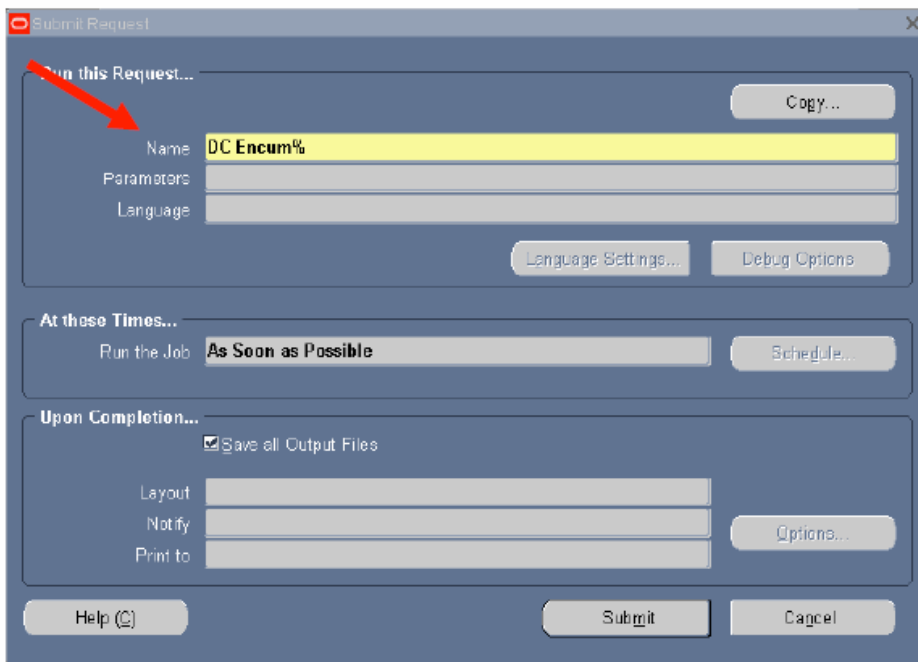 Submit Request
Run this Request...
Copy...
Name DC Encum%
Parameters
Language
Language Settings... Debug Options
At these Times...
Run the Job As Soon as Possible Schedule...
Upon Completion...
Save all Output Files
Layout
Notify
Options...
Print to
Help (C) Submit Cancel